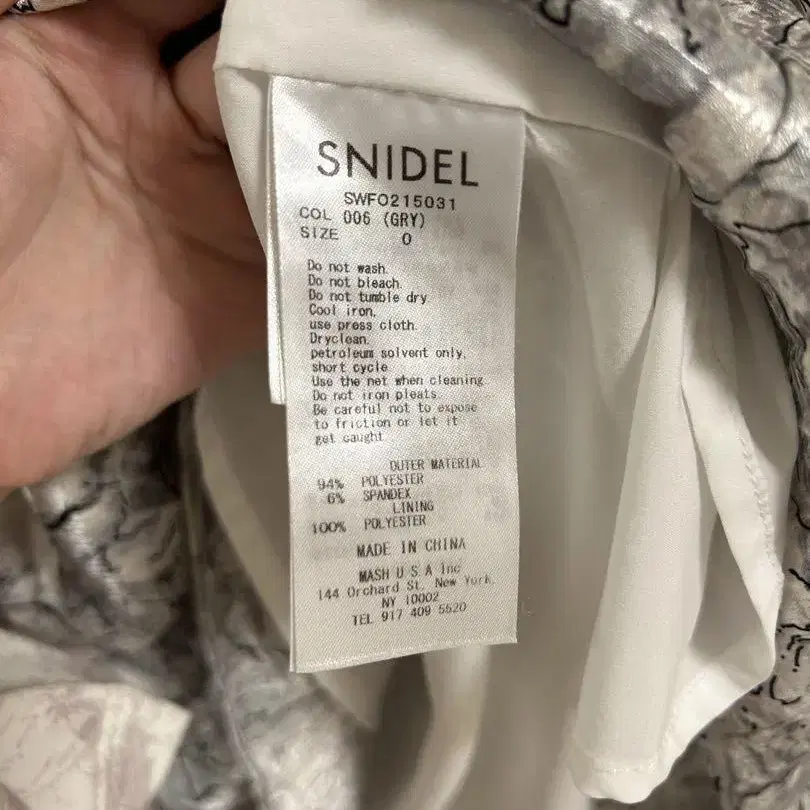 SNIDEL
SWFO215031
COL 006 (GRY)
SIZE 0
Do not wash.
Do not bleach.
Do not tumble dry
Cool iron,
use press cloth.
Dryclean,
petroleum solvent only,
short cycle
Use the net when cleaning
Do not iron pleats
Be careful not to expose
to friction or let it
get caught
OUTER MATERIAL
94% POLYESTER
6% SPANDEX
LINING
100% POLYESTER
MADE IN CHINA
MASH U S A Inc
144 Orchard St. New York,
NY 10002
TEL 917 409 5520